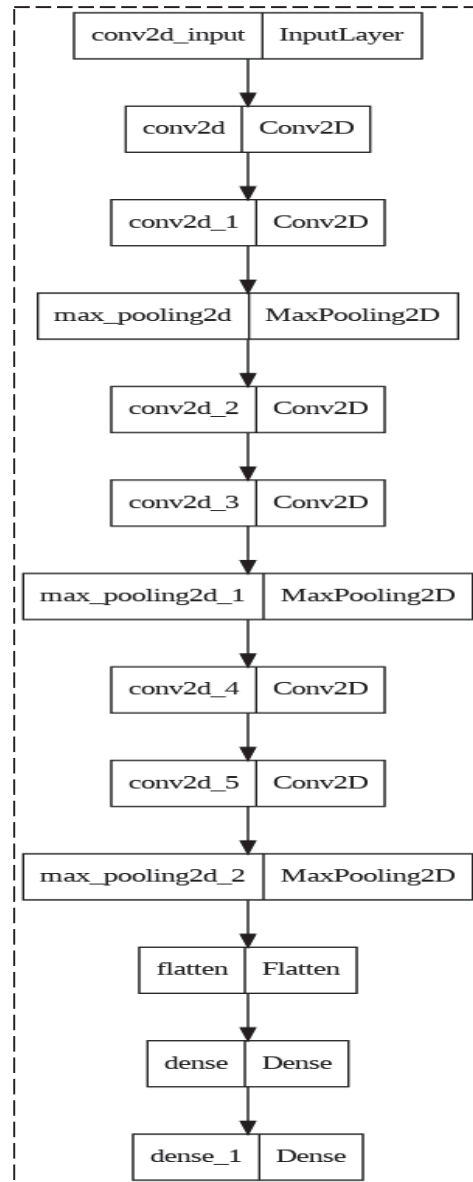 conv2d_input InputLayer
conv2d Conv2D
conv2d_1 Conv2D
max_pooling2d MaxPooling2D
conv2d_2 Conv2D
conv2d_3 Conv2D
max_pooling2d_1 MaxPooling2D
conv2d_4 Conv2D
conv2d_5 Conv2D
max_pooling2d_2 MaxPooling2D
flatten Flatten
dense Dense
dense_1 Dense